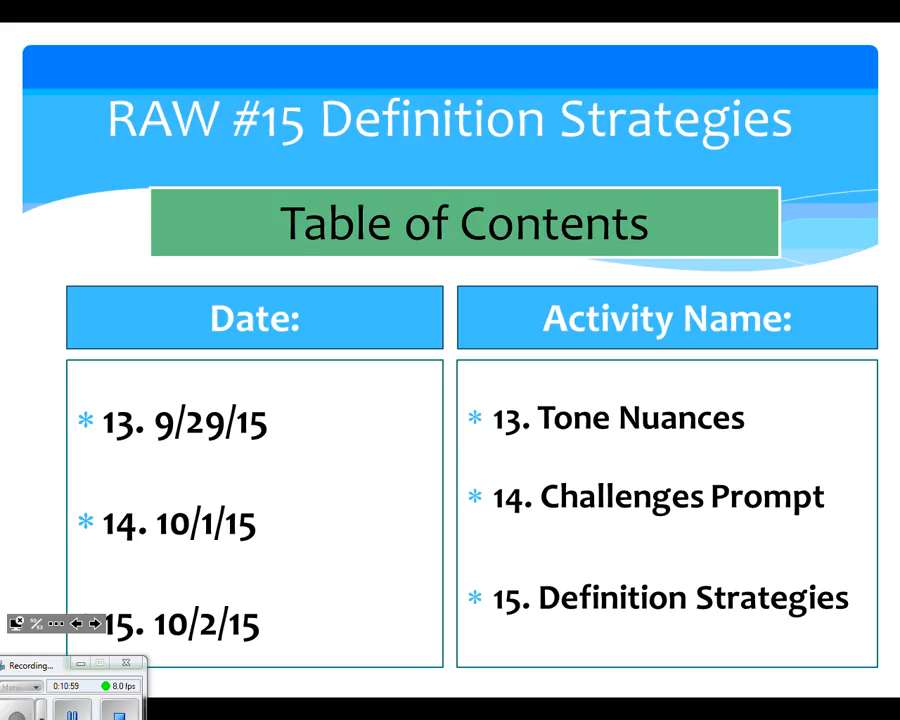 RAW #15 Definition Strategies
Table of Contents
Date:
Activity Name:
* 13. 9/29/15
* 14. 10/1/15
15. 10/2/15
* 13. Tone Nuances
* 14. Challenges Prompt
* 15. Definition Strategies
Recording...
0:10:59
8.0 fps